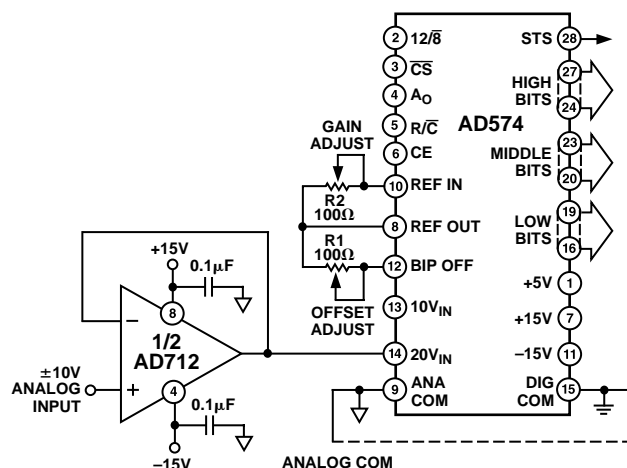 2 12/8̅
3 C̅S̅
4 AO
5 R/C̅
6 CE
10 REF IN
8 REF OUT
12 BIP OFF
13 10VIN
14 20VIN
9 ANA COM
AD574
STS 28
27 HIGH BITS 24
23 MIDDLE BITS 20
19 LOW BITS 16
+5V 1
+15V 7
–15V 11
DIG COM 15
GAIN ADJUST
R2
100Ω
R1
100Ω
OFFSET ADJUST
+15V
0.1µF
8
1/2
AD712
–
+
±10V
ANALOG
INPUT
4
0.1µF
–15V
ANALOG COM